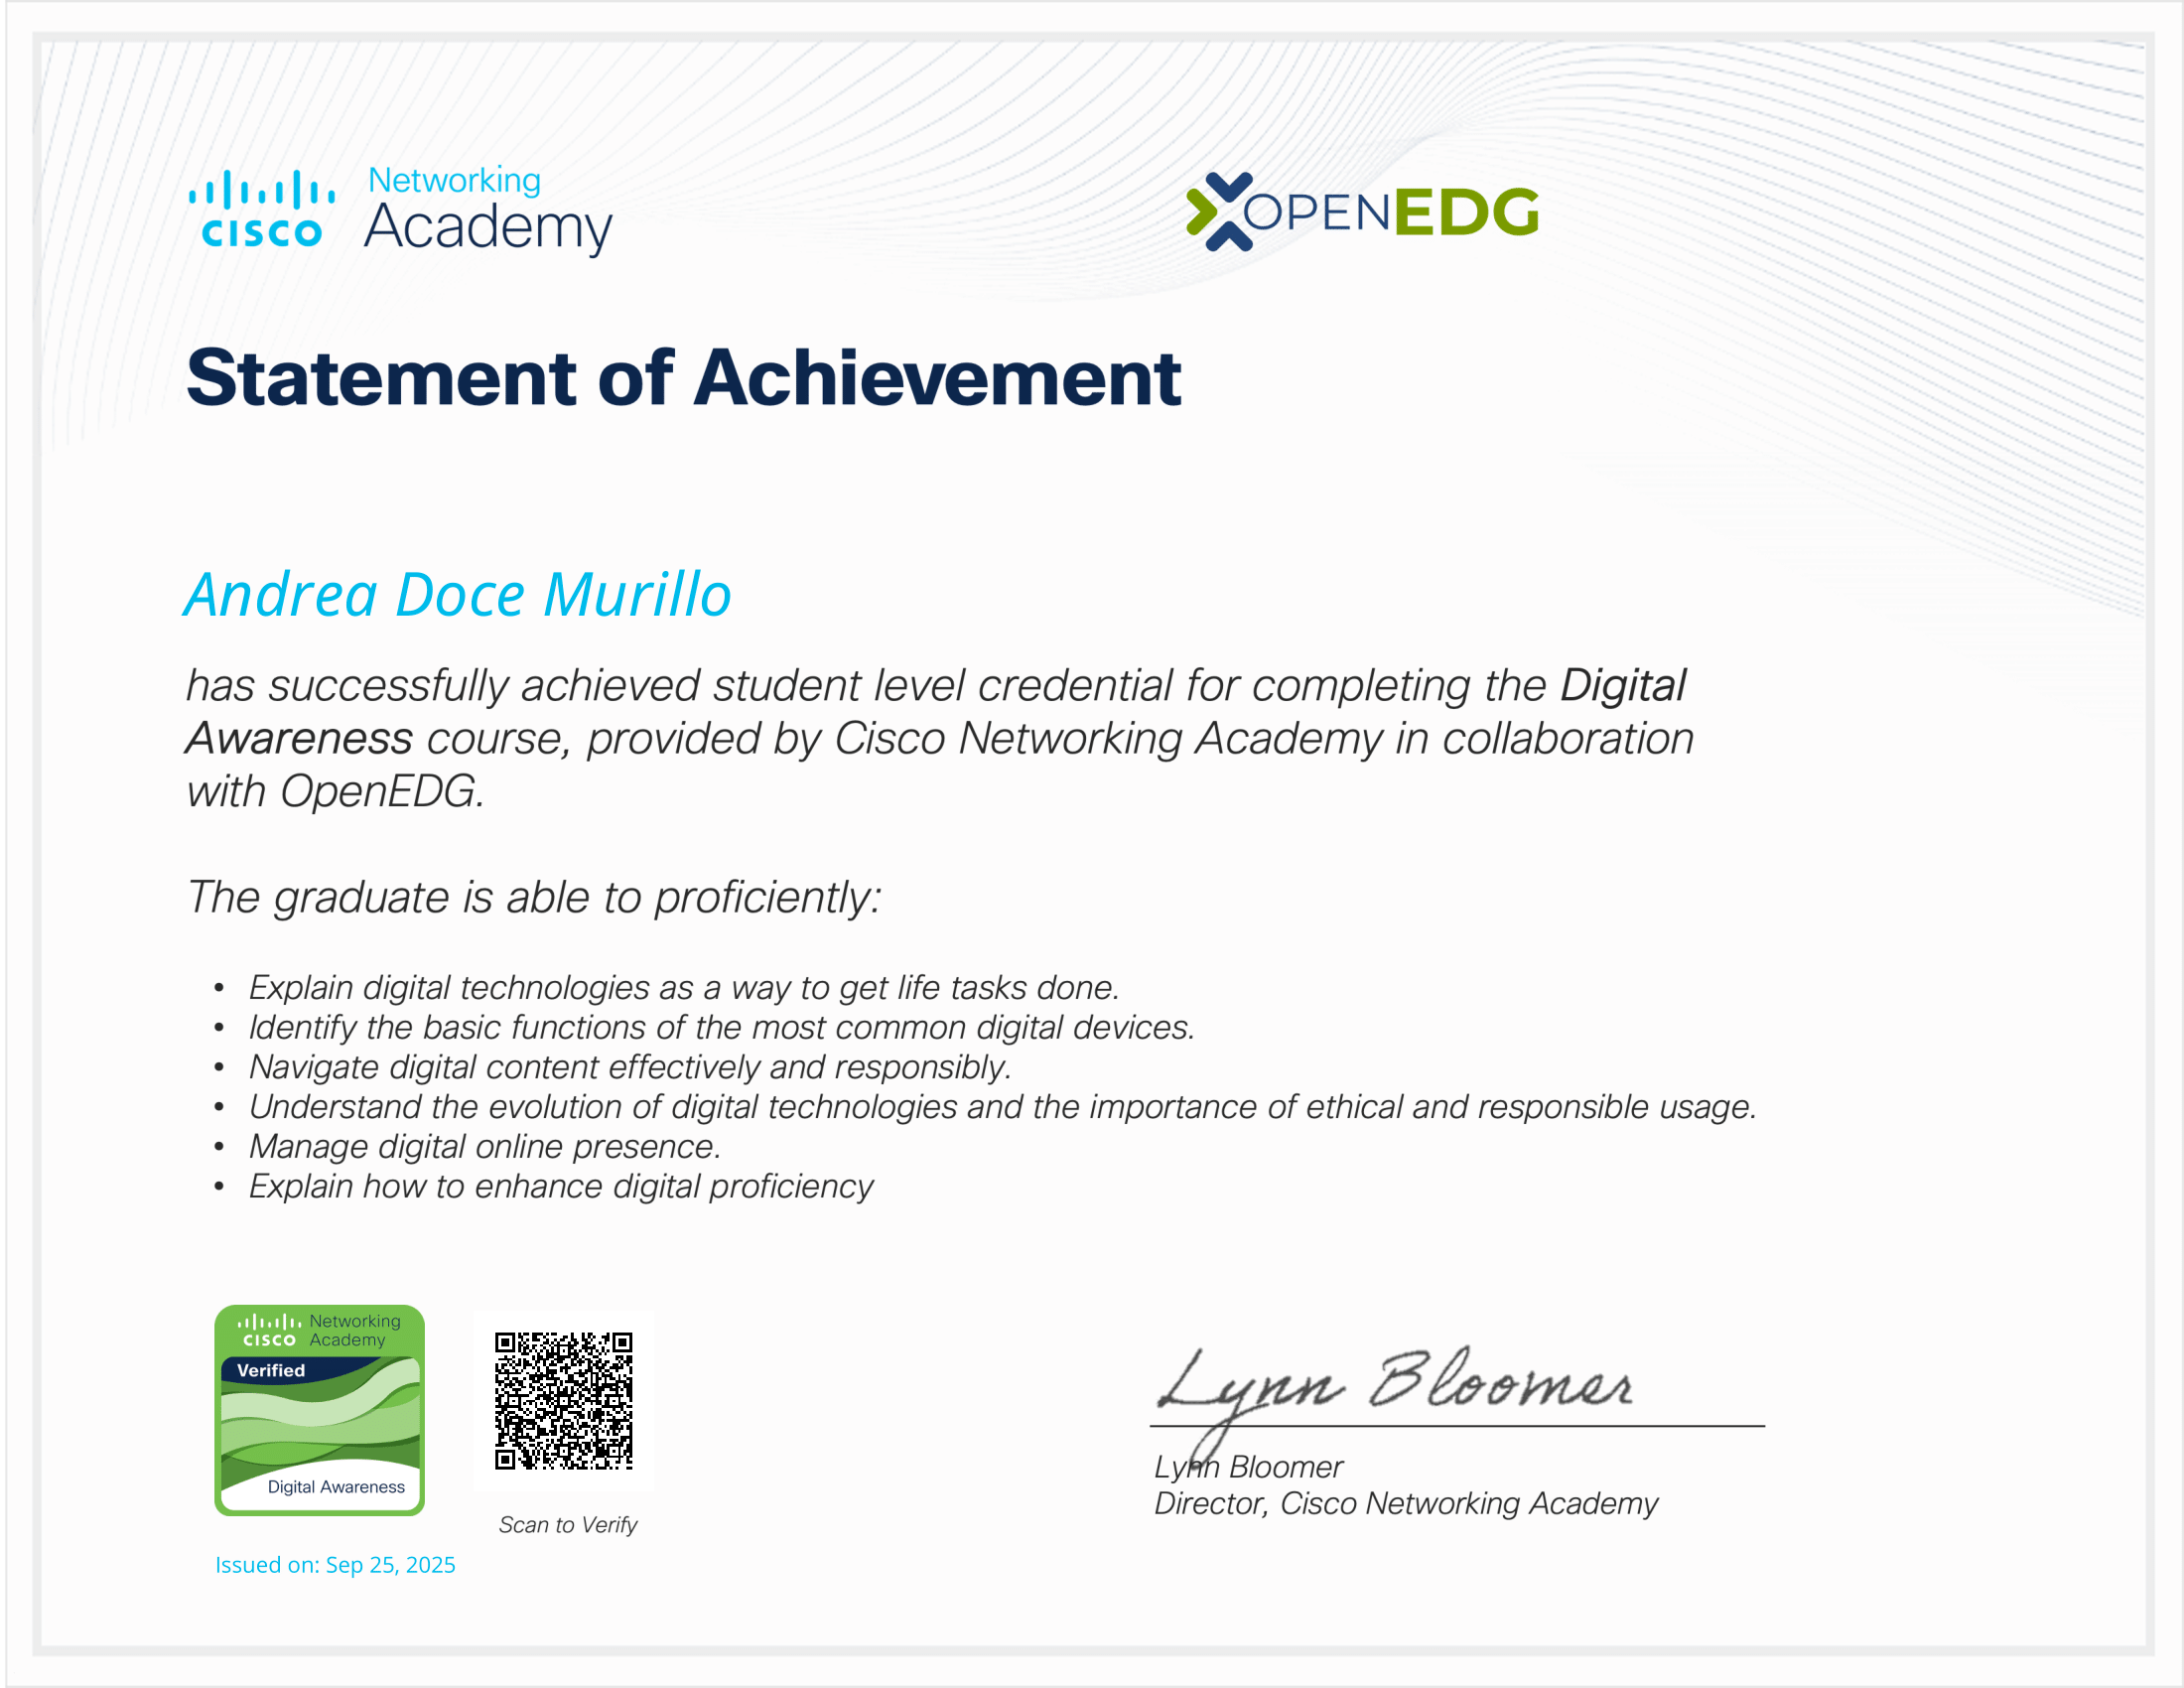 Networking
Academy
CISCO
OPENEDG
Statement of Achievement
Andrea Doce Murillo
has successfully achieved student level credential for completing the Digital
Awareness course, provided by Cisco Networking Academy in collaboration
with OpenEDG.
The graduate is able to proficiently:
• Explain digital technologies as a way to get life tasks done.
• Identify the basic functions of the most common digital devices.
• Navigate digital content effectively and responsibly.
• Understand the evolution of digital technologies and the importance of ethical and responsible usage.
• Manage digital online presence.
• Explain how to enhance digital proficiency
Networking
CISCO Academy
Verified
Digital Awareness
Scan to Verify
Issued on: Sep 25, 2025
Lynn Bloomer
Lynn Bloomer
Director, Cisco Networking Academy